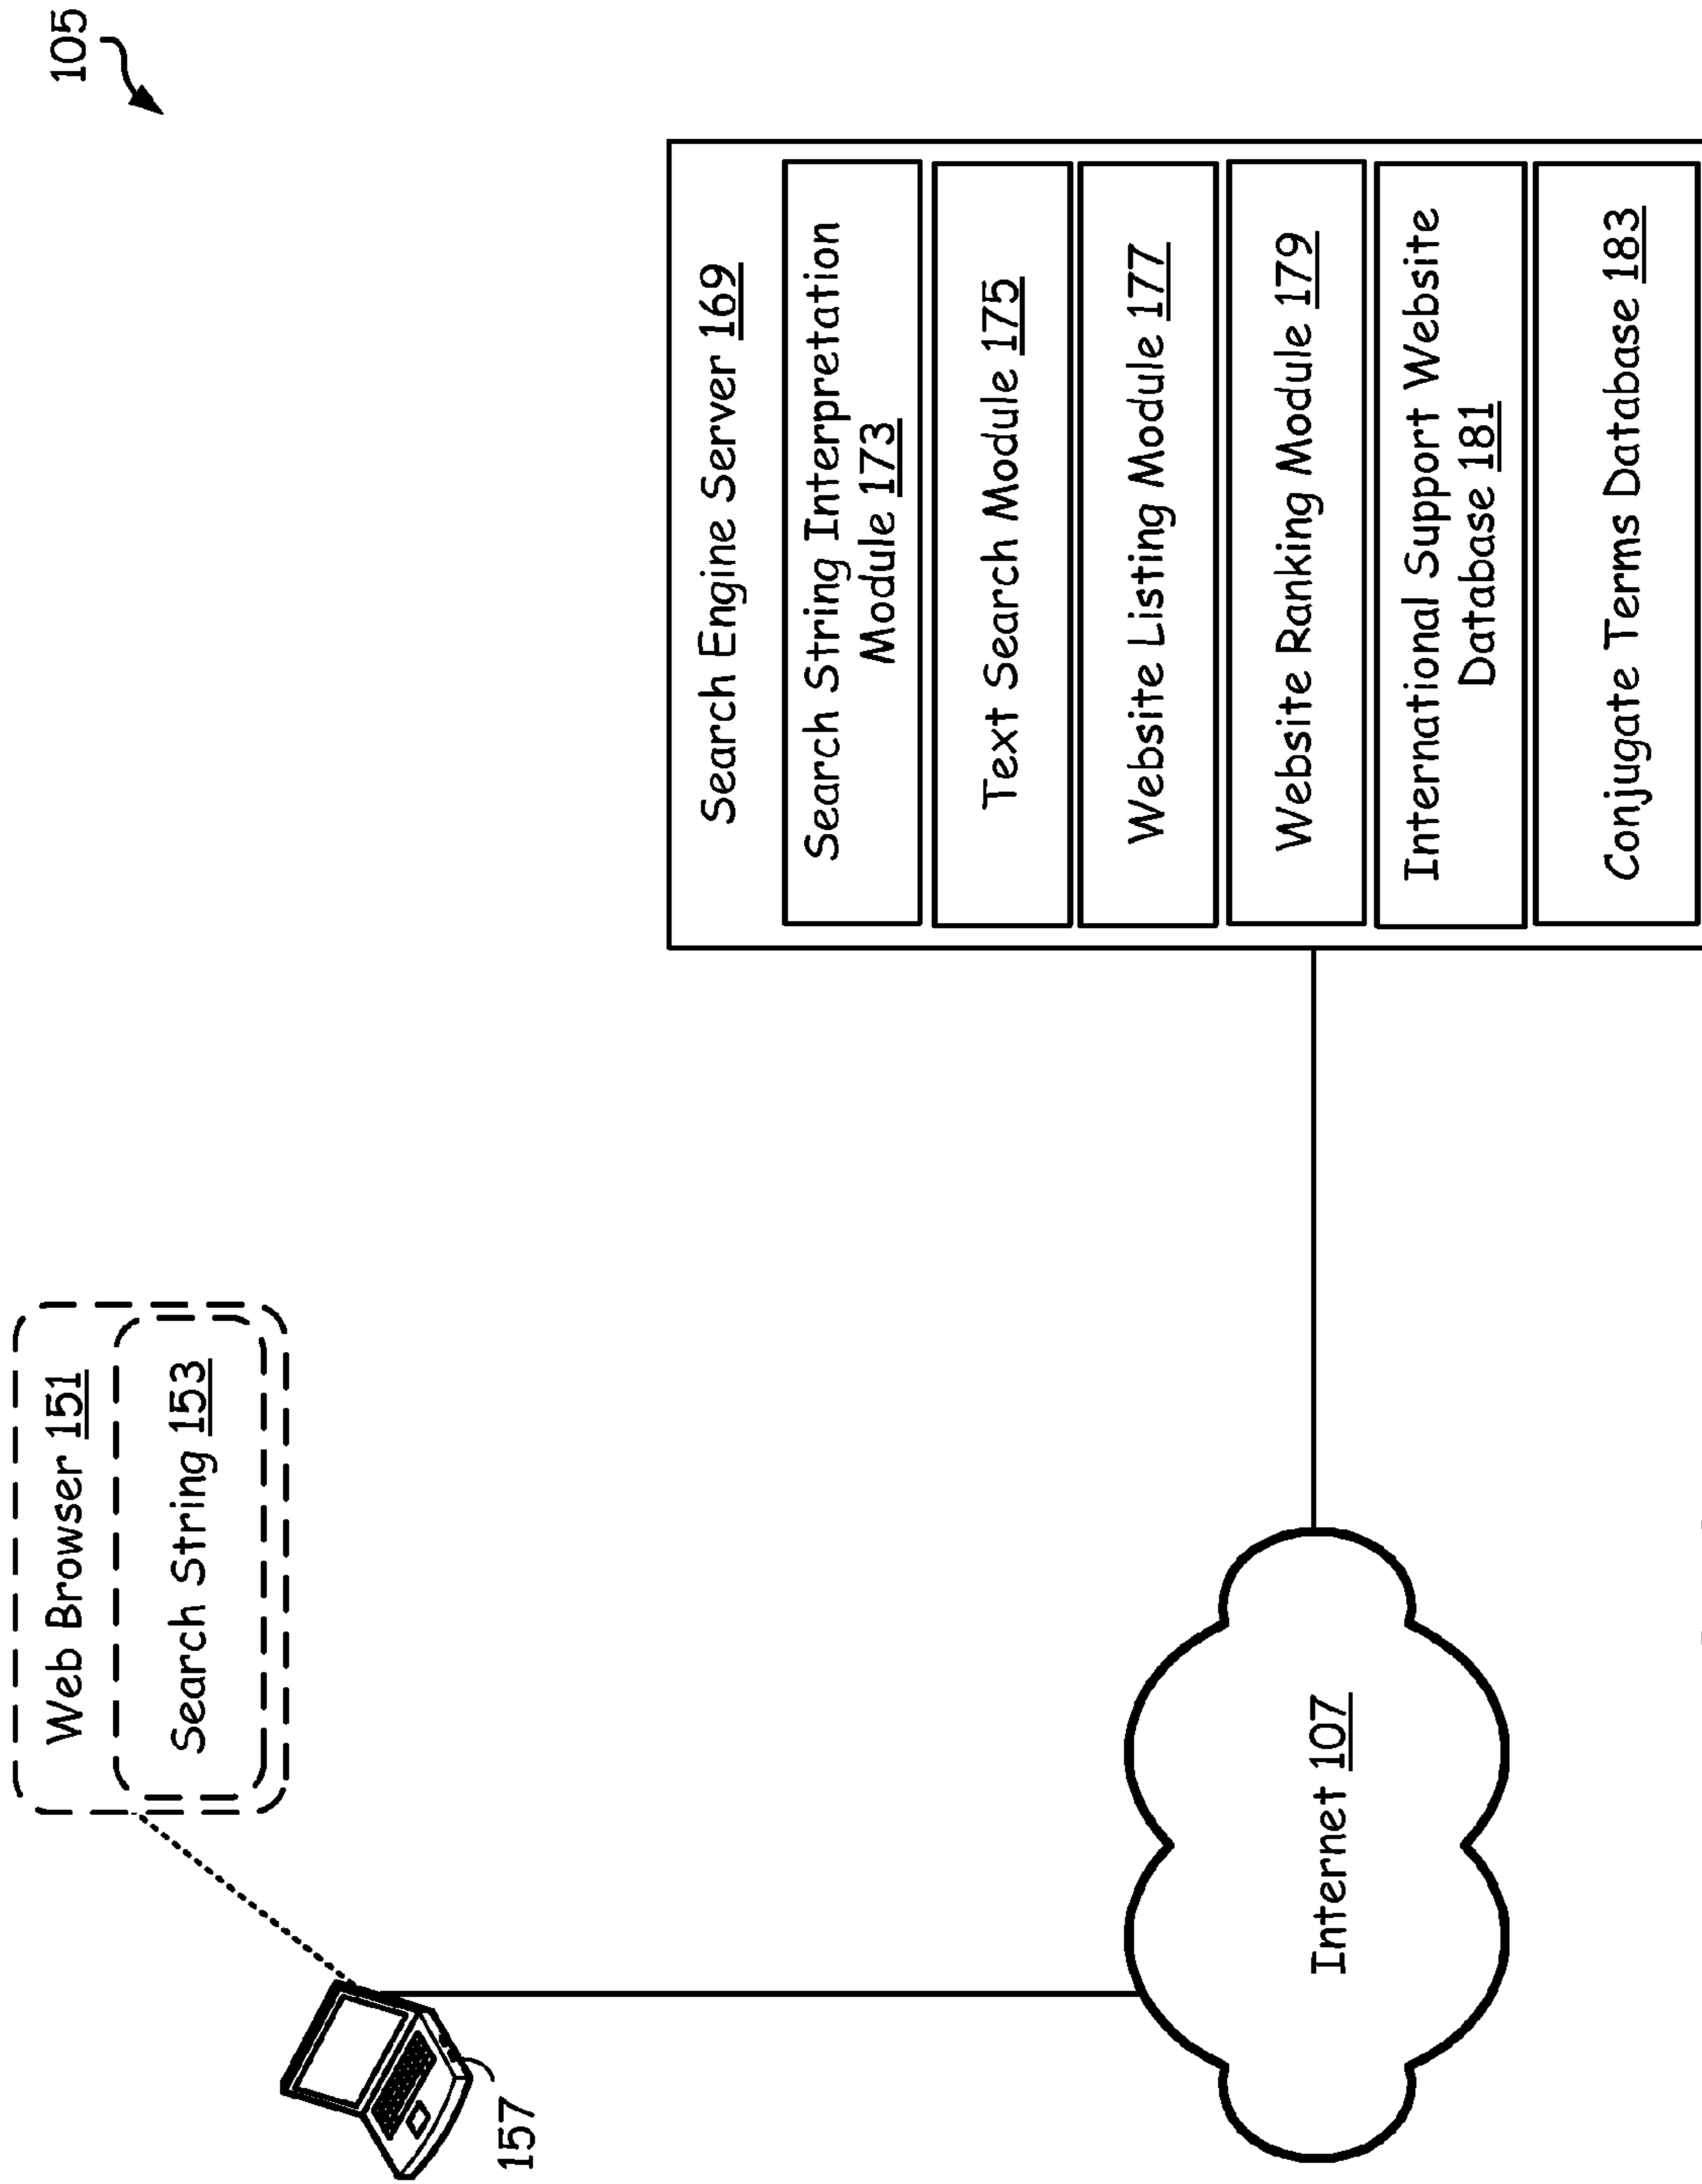 105
Web Browser 151
Search String 153
157
Internet 107
Search Engine Server 169
Search String Interpretation
Module 173
Text Search Module 175
Website Listing Module 177
Website Ranking Module 179
International Support Website
Database 181
Conjugate Terms Database 183